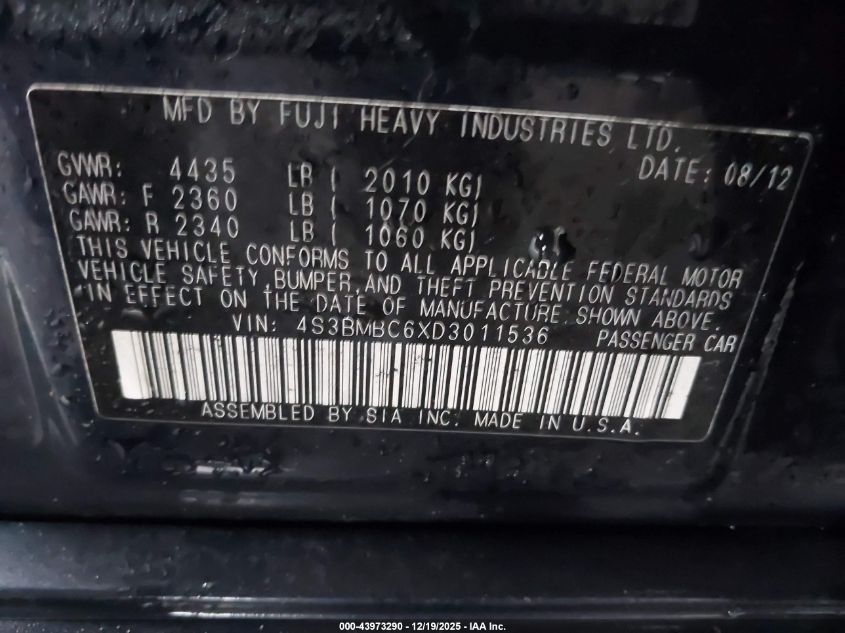 MFD BY FUJI HEAVY INDUSTRIES LTD.
DATE: 08/12
GVWR: 4435 LB ( 2010 KG)
GAWR: F 2360 LB ( 1070 KG)
GAWR: R 2340 LB ( 1060 KG)
THIS VEHICLE CONFORMS TO ALL APPLICABLE FEDERAL MOTOR
VEHICLE SAFETY, BUMPER, AND THEFT PREVENTION STANDARDS
IN EFFECT ON THE DATE OF MANUFACTURE SHOWN ABOVE.
VIN: 4S3BMBC6XD3011536 PASSENGER CAR
ASSEMBLED BY SIA INC. MADE IN U.S.A.
000-43973290 - 12/19/2025 - IAA Inc.